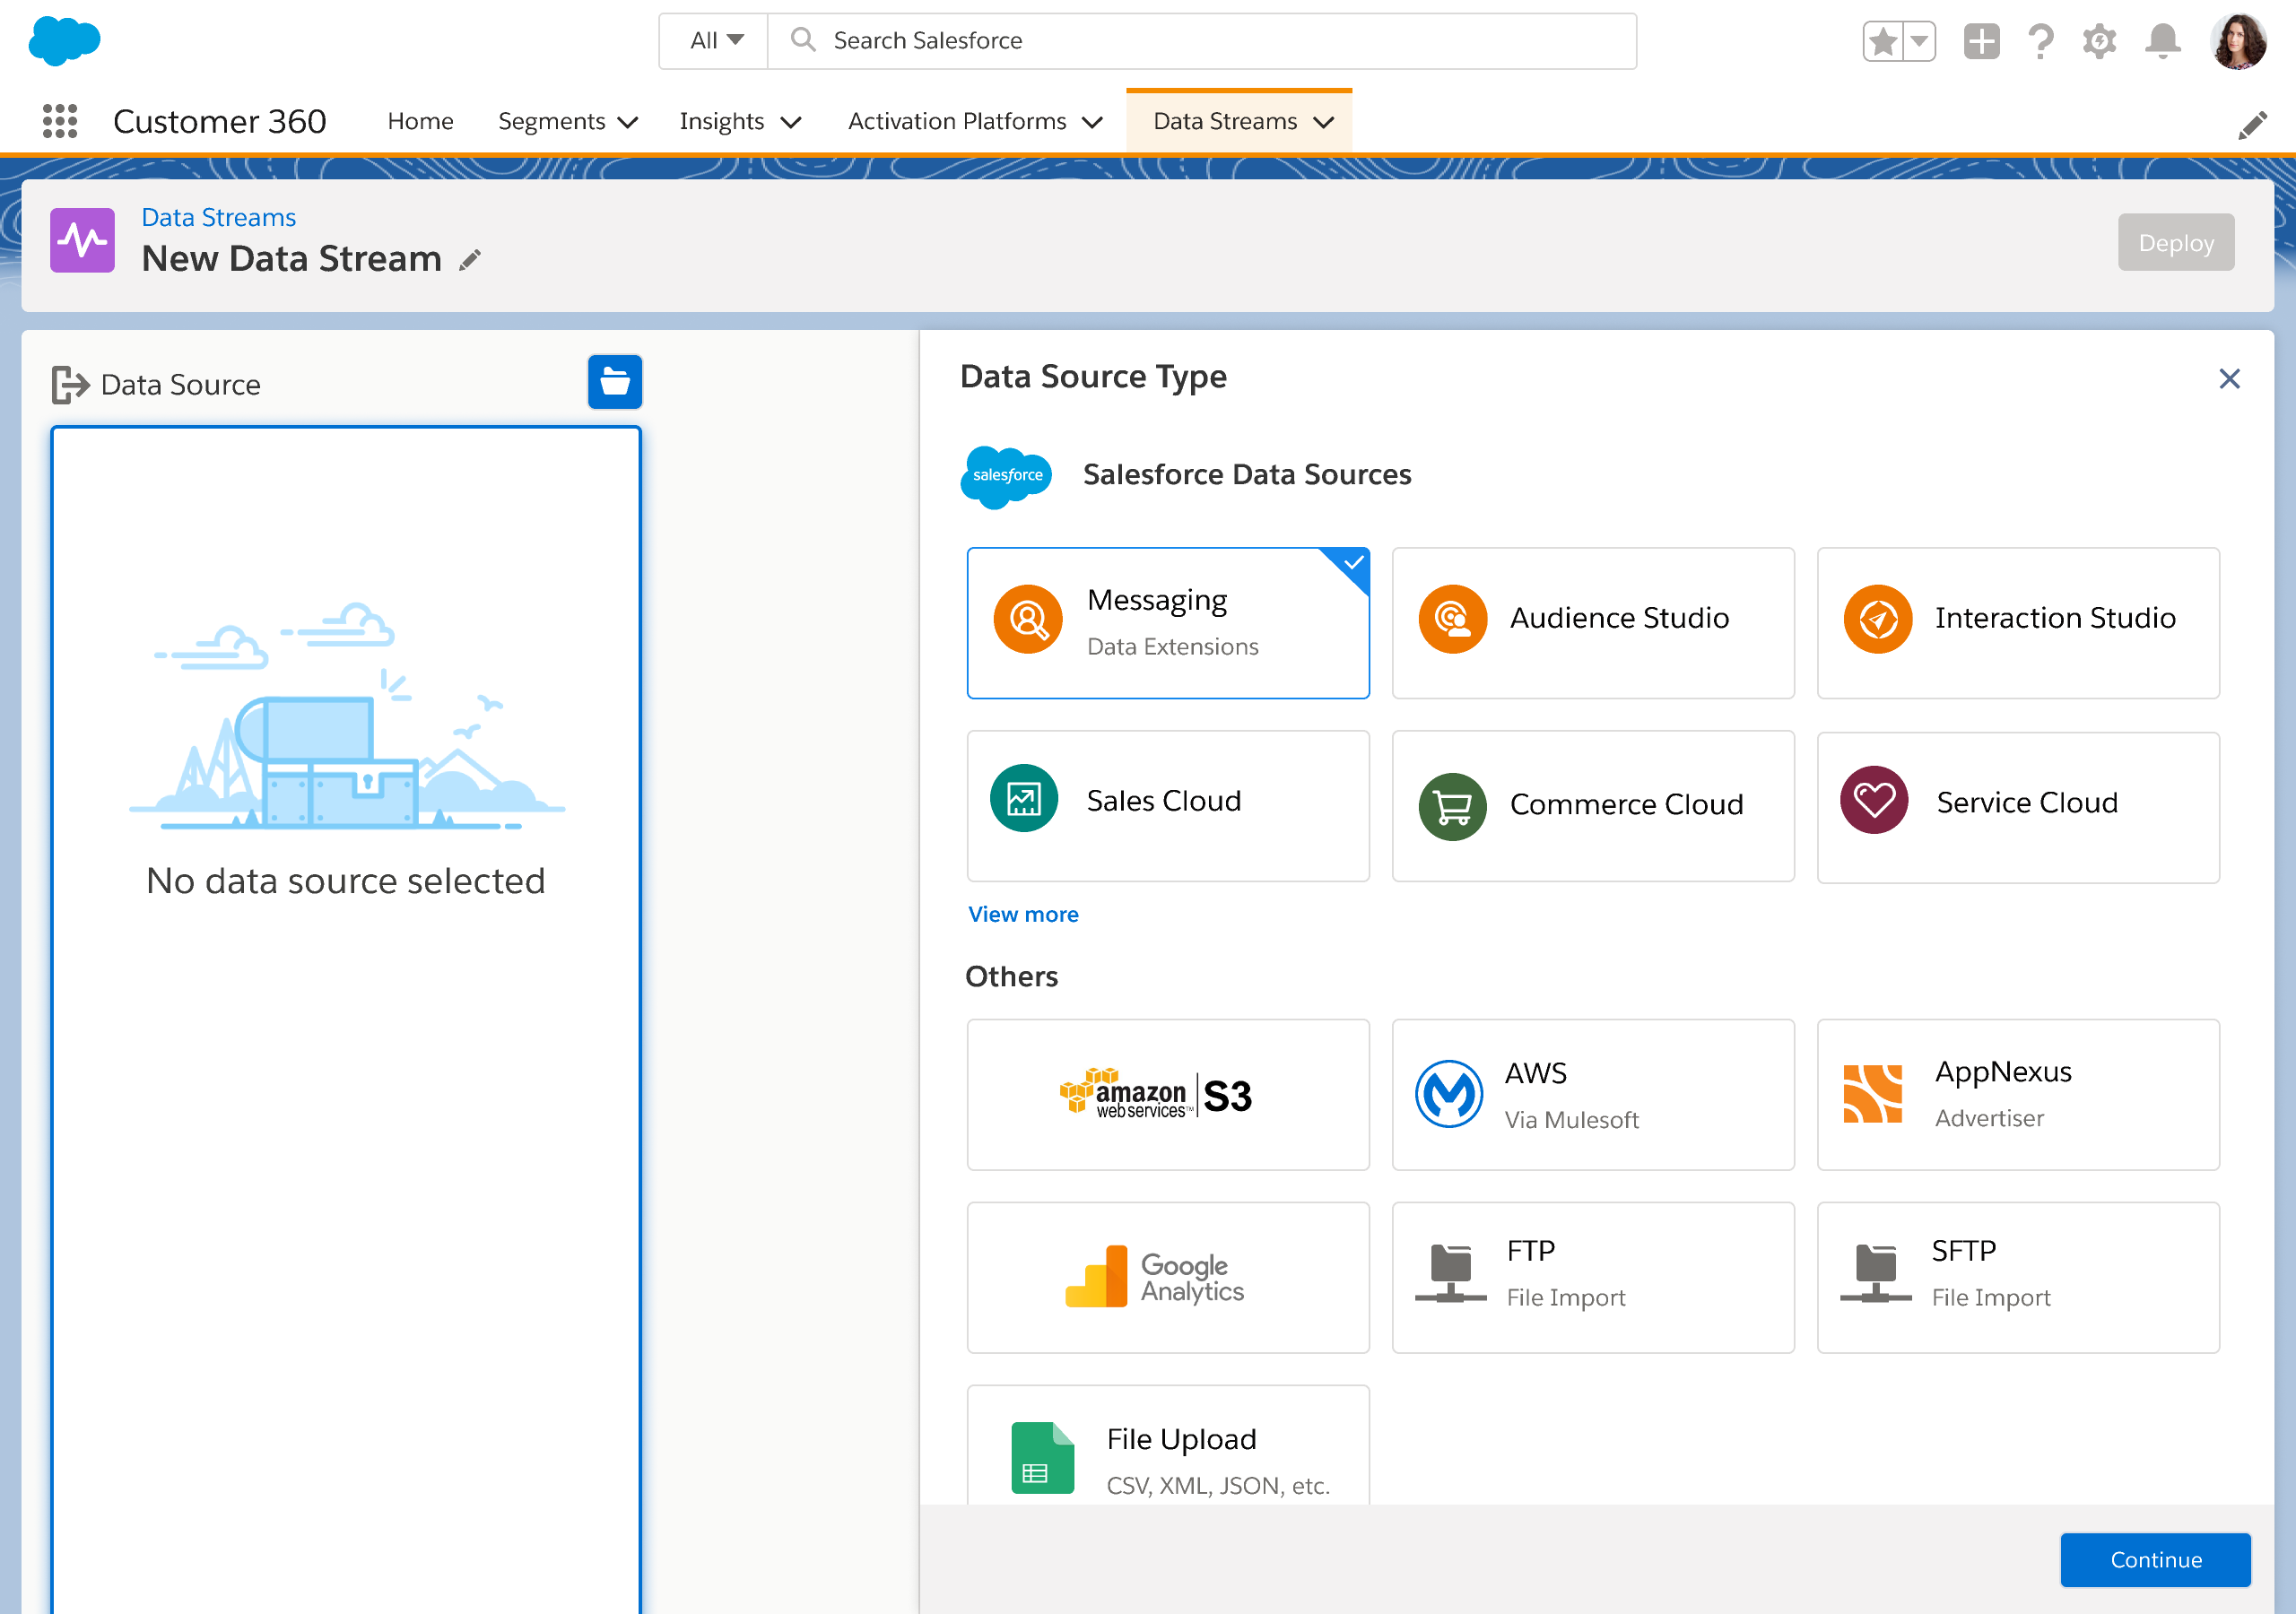 All
Search Salesforce
Customer 360
Home
Segments
Insights
Activation Platforms
Data Streams
Data Streams
New Data Stream
Deploy
Data Source
No data source selected
Data Source Type
salesforce
Salesforce Data Sources
Messaging
Data Extensions
Audience Studio
Interaction Studio
Sales Cloud
Commerce Cloud
Service Cloud
View more
Others
amazon
web services™
S3
AWS
Via Mulesoft
AppNexus
Advertiser
Google
Analytics
FTP
File Import
SFTP
File Import
File Upload
CSV, XML, JSON, etc.
Continue